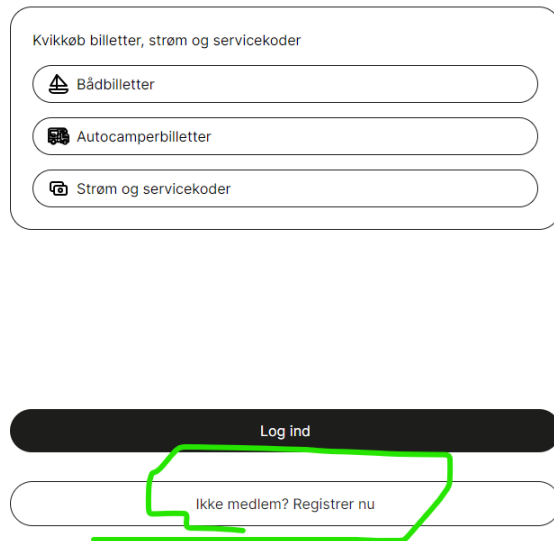 Kvikkøb billetter, strøm og servicekoder
Bådbilletter
Autocamperbilletter
Strøm og servicekoder
Log ind
Ikke medlem? Registrer nu